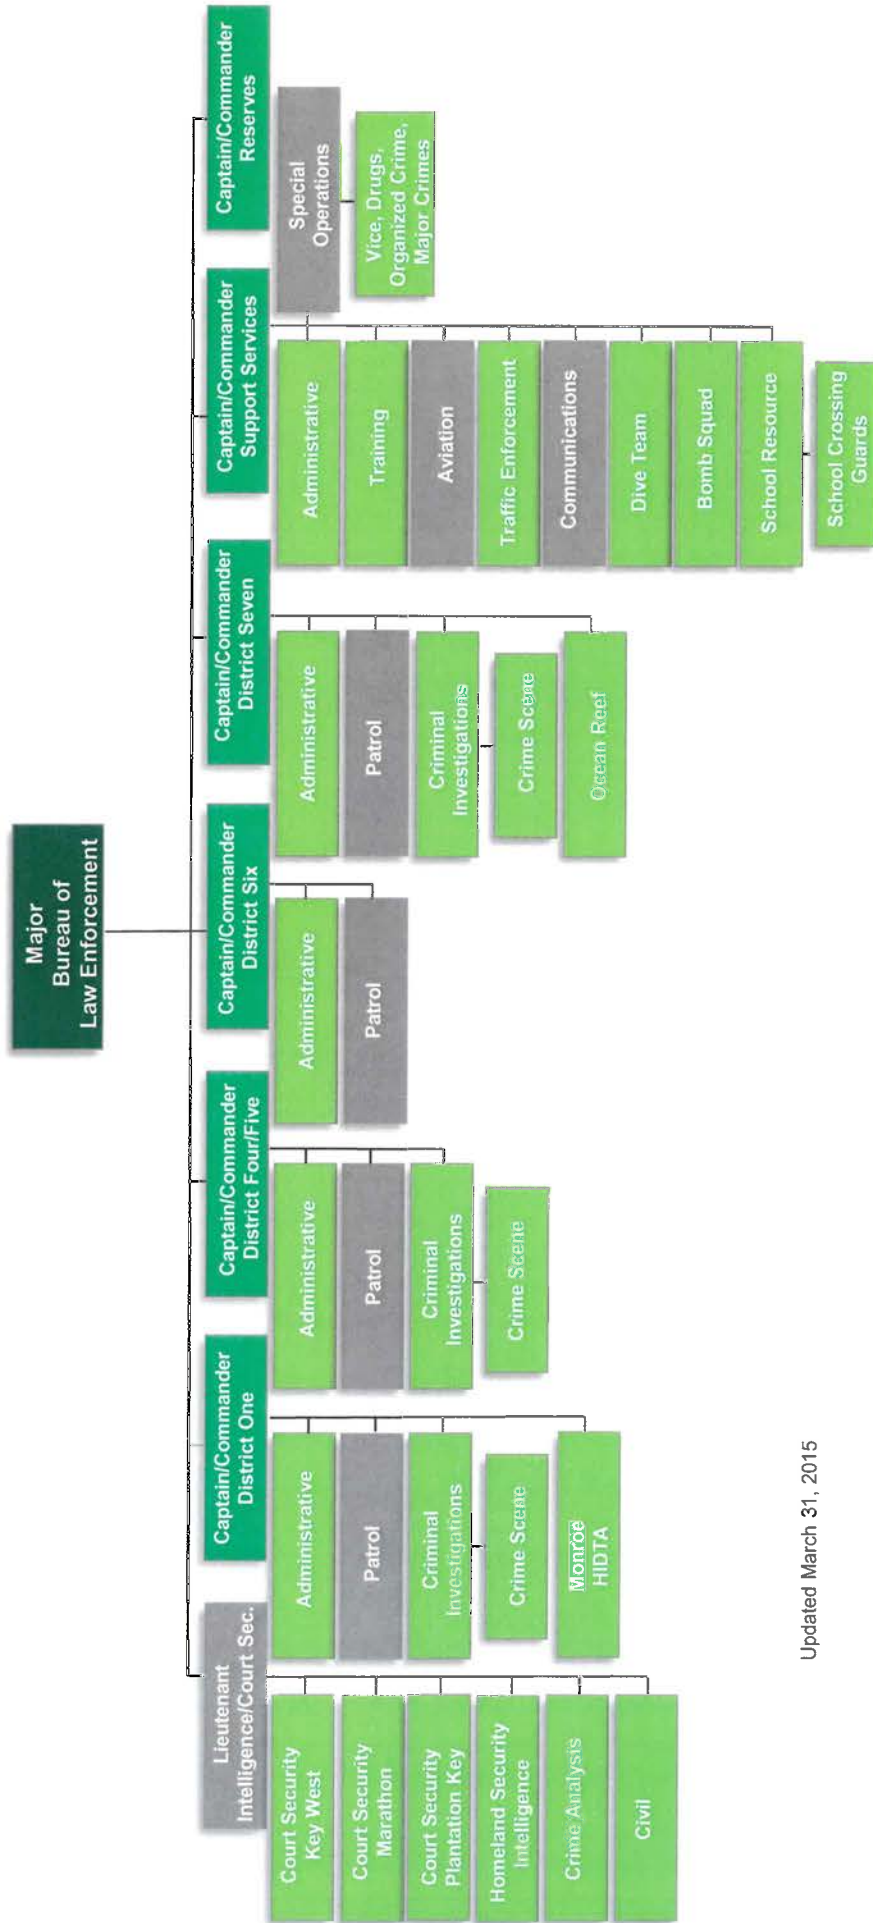 Major
Bureau of
Law Enforcement
Lieutenant
Intelligence/Court Sec.
Court Security
Key West
Court Security
Marathon
Court Security
Plantation Key
Homeland Security
Intelligence
Crime Analysis
Civil
Captain/Commander
District One
Administrative
Patrol
Criminal
Investigations
Crime Scene
Monroe
HIDTA
Captain/Commander
District Four/Five
Administrative
Patrol
Criminal
Investigations
Crime Scene
Captain/Commander
District Six
Administrative
Patrol
Captain/Commander
District Seven
Administrative
Patrol
Criminal
Investigations
Crime Scene
Ocean Reef
Captain/Commander
Support Services
Administrative
Training
Aviation
Traffic Enforcement
Communications
Dive Team
Bomb Squad
School Resource
School Crossing
Guards
Special
Operations
Vice, Drugs,
Organized Crime,
Major Crimes
Captain/Commander
Reserves
Updated March 31, 2015